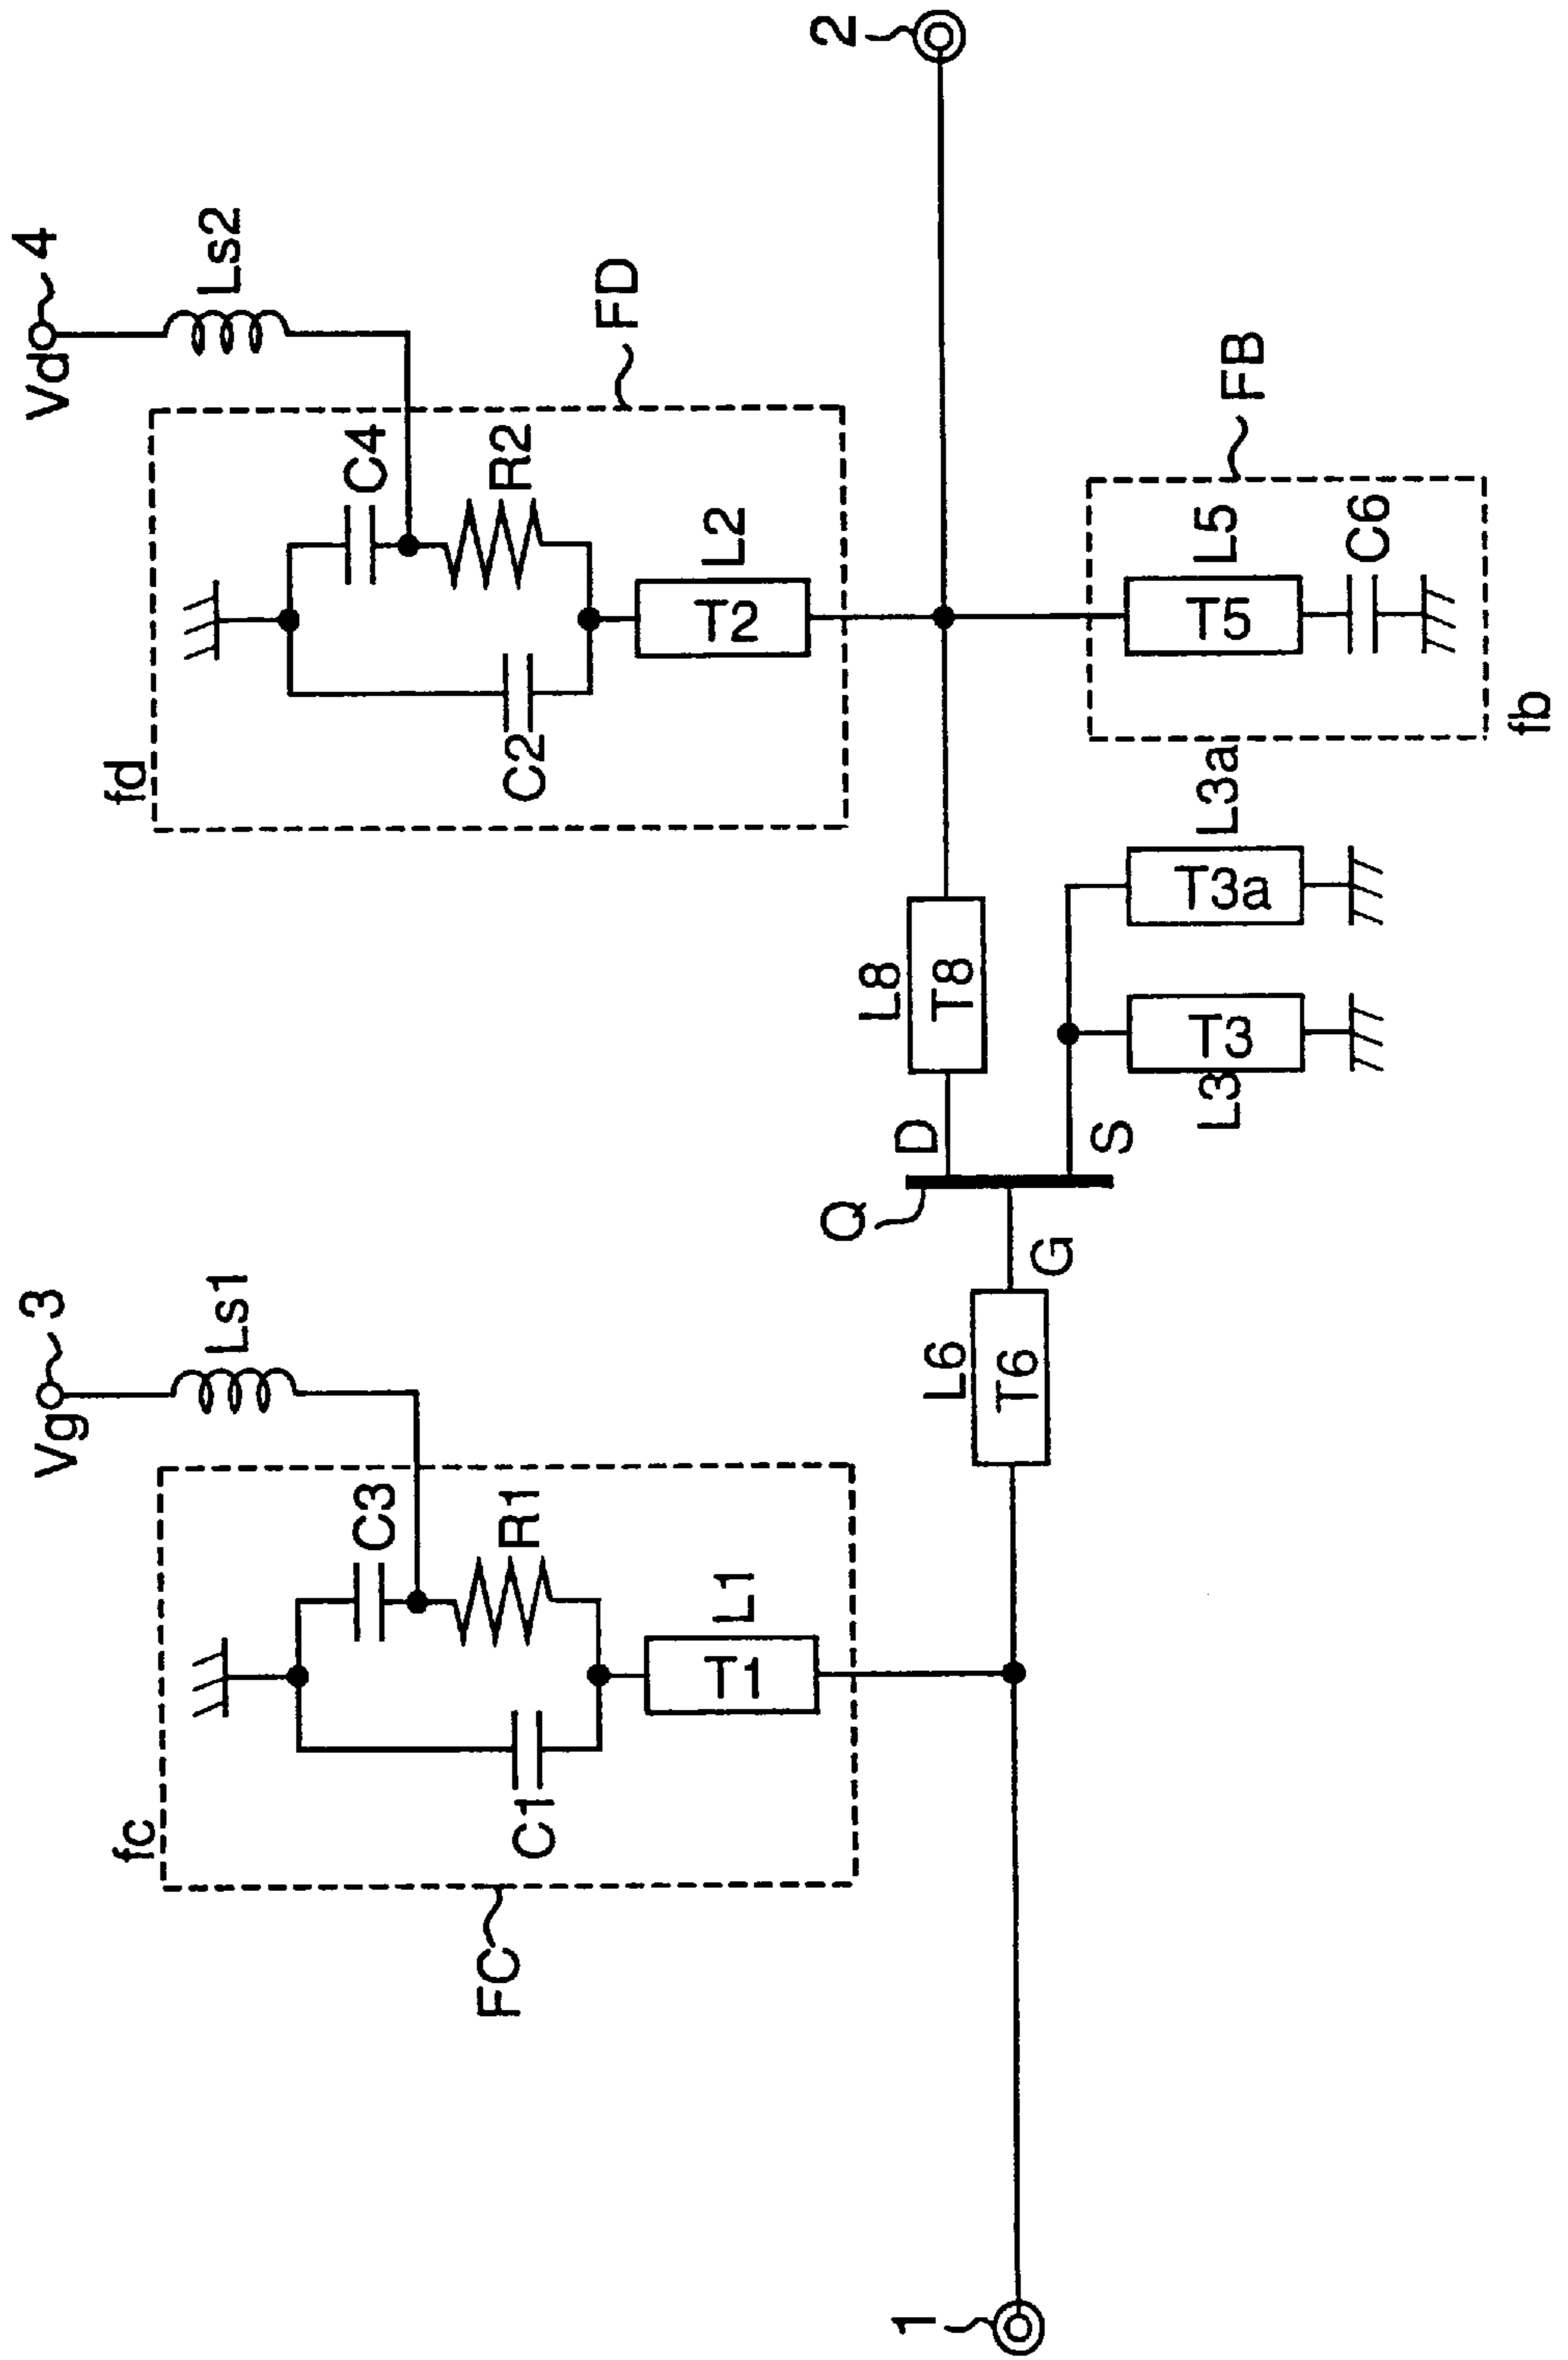 Vg
3
Vd
4
Ls1
Ls2
fc
C3
fd
C4
R1
R2
FC
C1
L1
T1
C2
L2
T2
FD
1
2
L6
T6
Q
D
G
S
L8
T8
L3
T3
L3a
T3a
L5
T5
C6
FB
fb